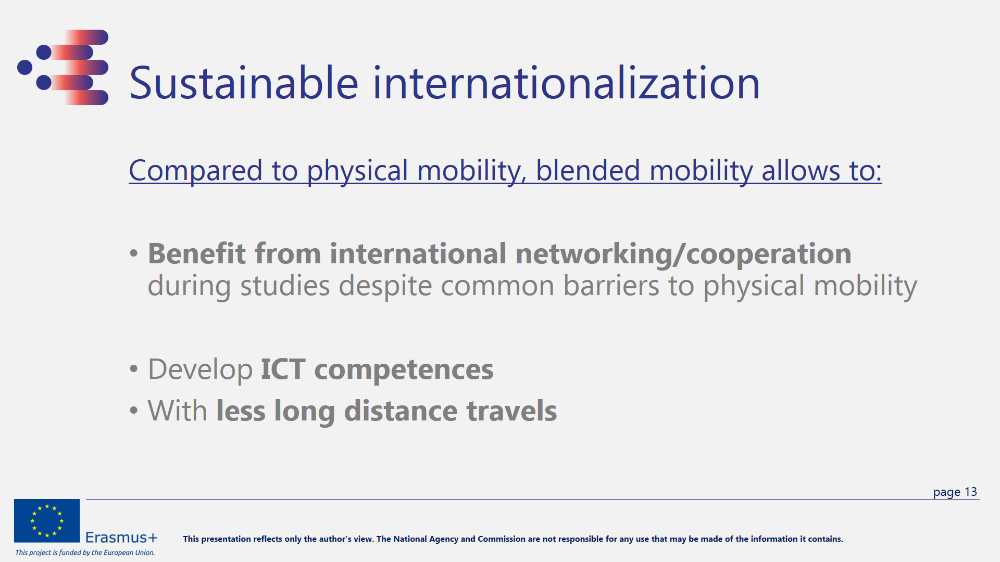 Sustainable internationalization
Compared to physical mobility, blended mobility allows to:
• Benefit from international networking/cooperation
during studies despite common barriers to physical mobility
• Develop ICT competences
• With less long distance travels
page 13
Erasmus+
This project is funded by the European Union.
This presentation reflects only the author's view. The National Agency and Commission are not responsible for any use that may be made of the information it contains.